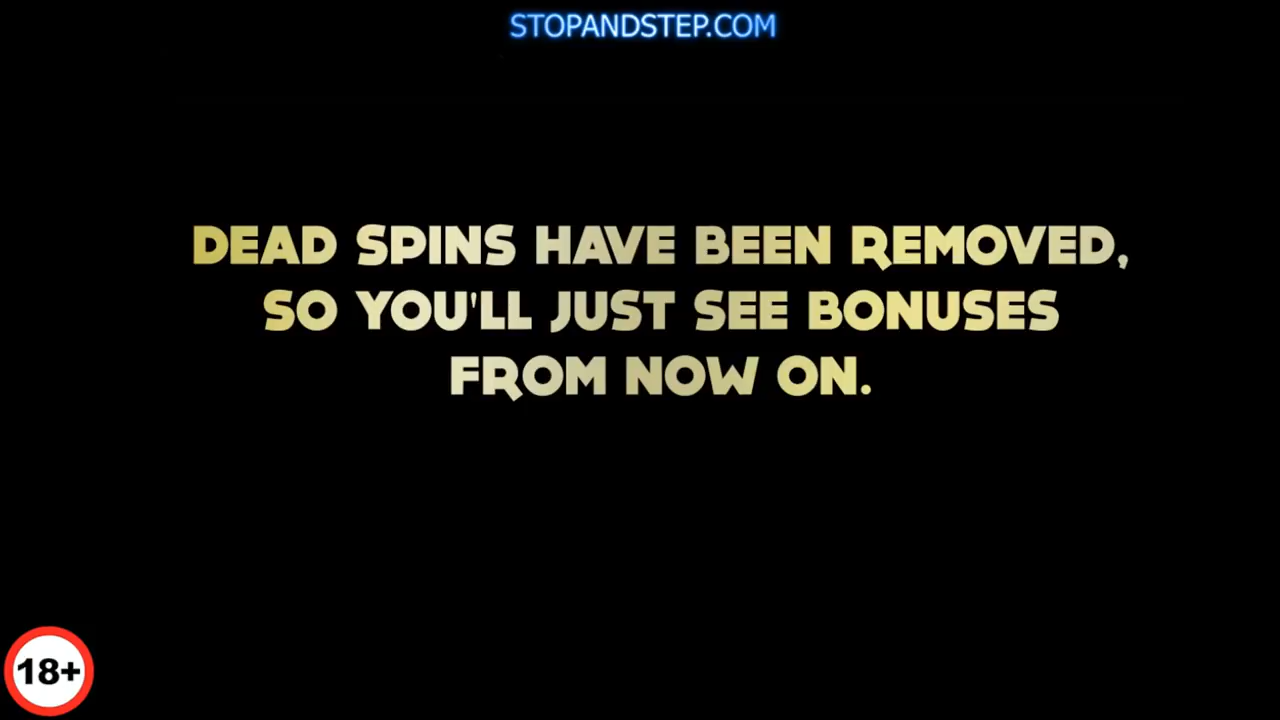 STOPANDSTEP.COM
DEAD SPINS HAVE BEEN REMOVED,
SO YOU'LL JUST SEE BONUSES
FROM NOW ON.
18+